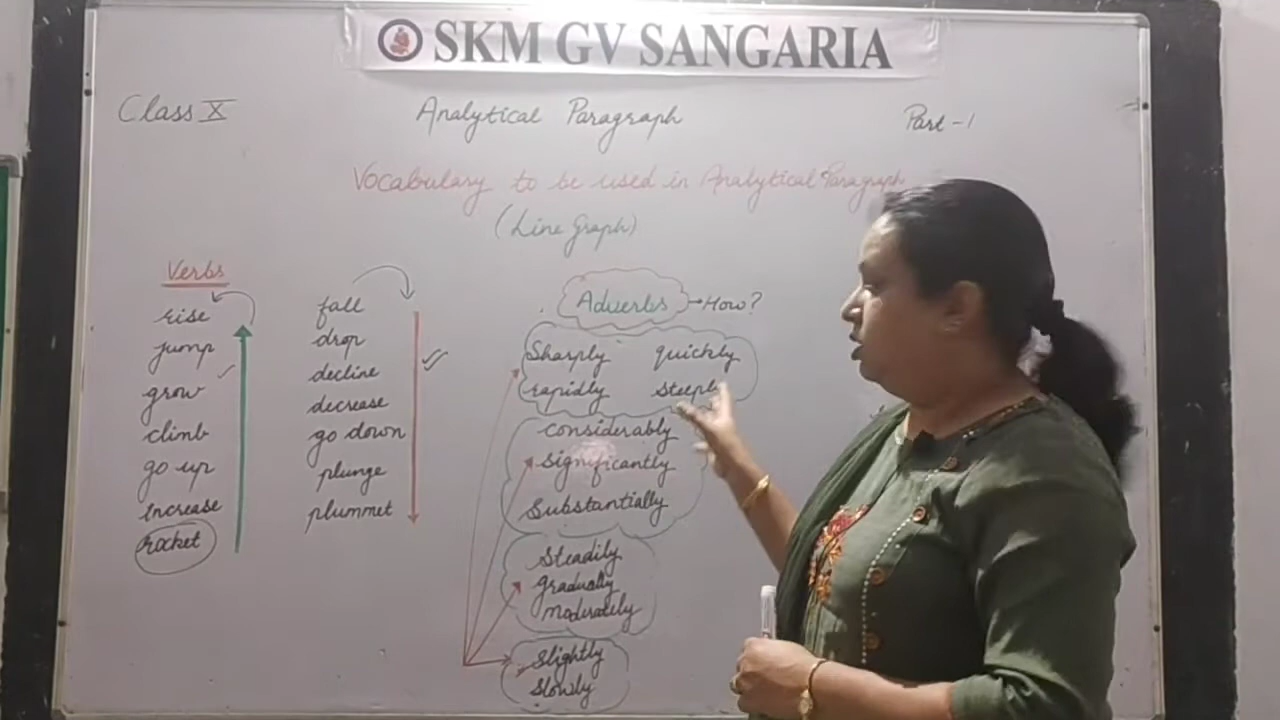 SKM GV SANGARIA
Class X
Analytical Paragraph
Part -1
Vocabulary to be used in Analytical Paragraph
(Line Graph)
Verbs
rise
jump
grow
climb
go up
increase
rocket
fall
drop
decline
decrease
go down
plunge
plummet
Adverbs → How?
Sharply quickly
rapidly steeply
considerably
significantly
Substantially
Steadily
gradually
moderately
Slightly
Slowly